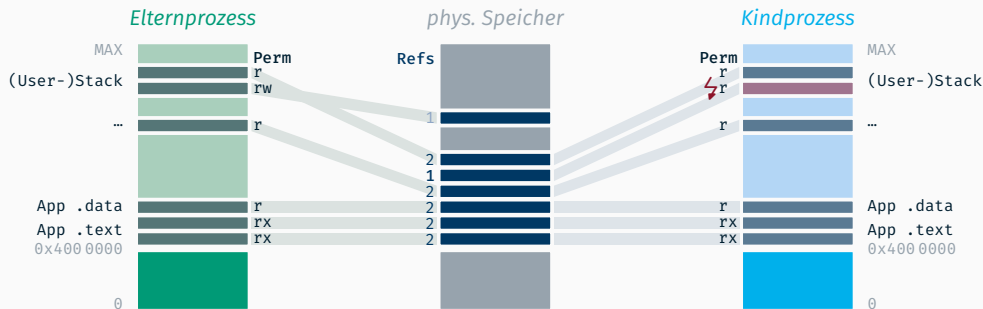 Elternprozess phys. Speicher Kindprozess
MAX Perm Refs Perm MAX
(User-)Stack r r (User-)Stack
rw r
1
… r r …
2
1
2
App .data r 2 r App .data
rx 2 rx
App .text rx 2 rx App .text
0x400 0000 0x400 0000
0 0